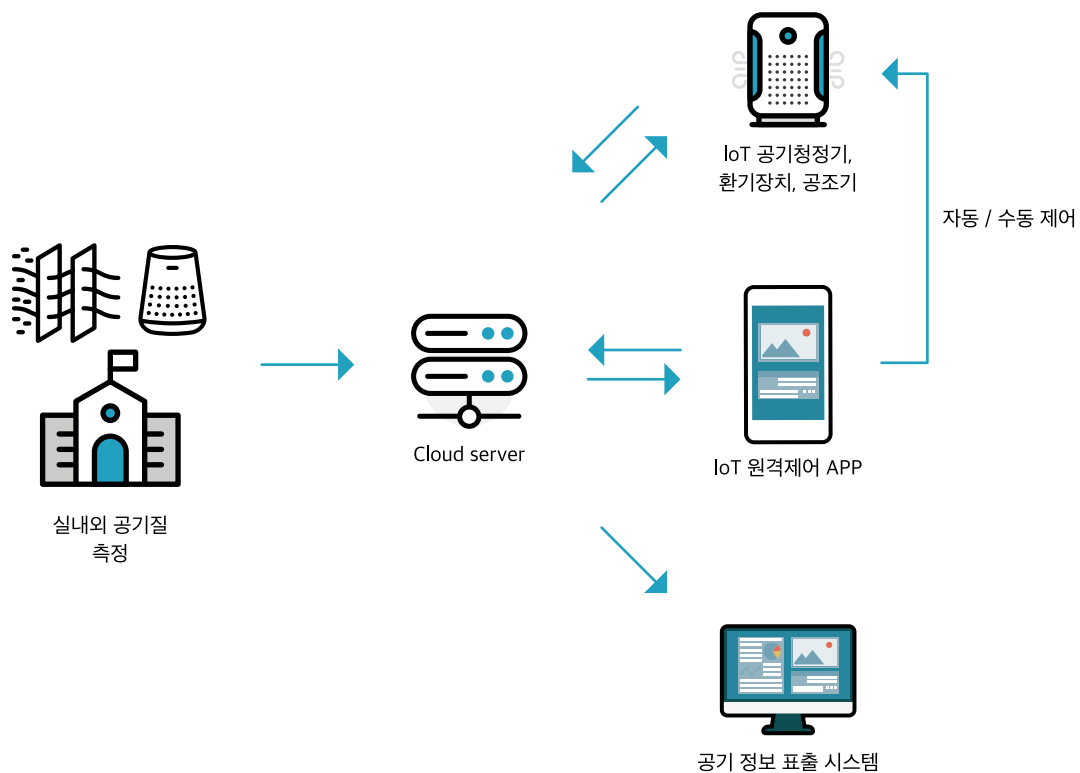 IoT 공기청정기,
환기장치, 공조기
자동 / 수동 제어
Cloud server
IoT 원격제어 APP
실내외 공기질
측정
공기 정보 표출 시스템